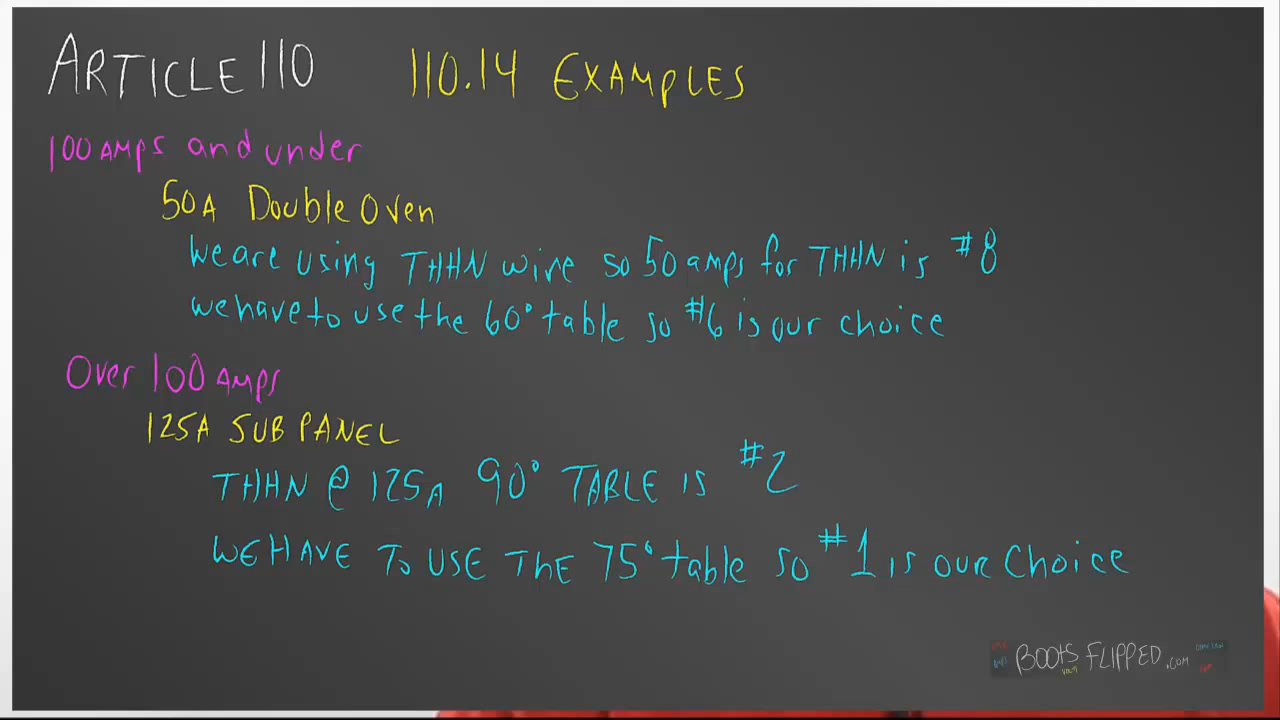 ARTICLE 110 110.14 EXAMPLES
100 AMPS and under
50A Double Oven
We are using THHN wire so 50 amps for THHN is #8
we have to use the 60° table so #6 is our choice
Over 100 AMPS
125A SUB PANEL
THHN @ 125A 90° TABLE IS #2
WE HAVE TO USE THE 75° table so #1 is our choice
BOOTS FLIPPED.COM
VOLTS